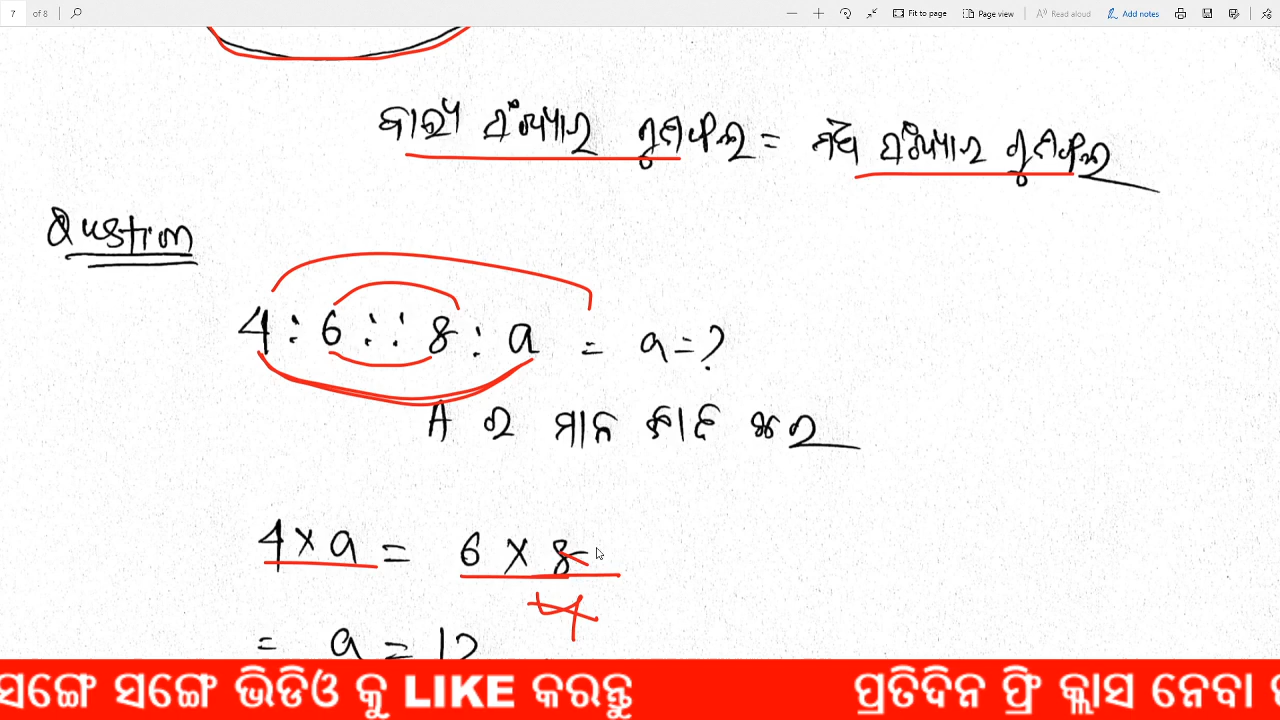 7 of 8 Fit to page Page view Read aloud Add notes
ବାହ୍ୟ ସଂଖ୍ୟାର ଗୁଣଫଳ = ମଧ୍ୟ ସଂଖ୍ୟାର ଗୁଣଫଳ
Question
4 : 6 :: 8 : a = a = ?
A ର ମାନ ବାହାର କର
4 × a = 6 × 8
4
= a = 12
ସଙ୍ଗେ ସଙ୍ଗେ ଭିଡିଓ କୁ LIKE କରନ୍ତୁ ପ୍ରତିଦିନ ଫ୍ରି କ୍ଲାସ ନେବା